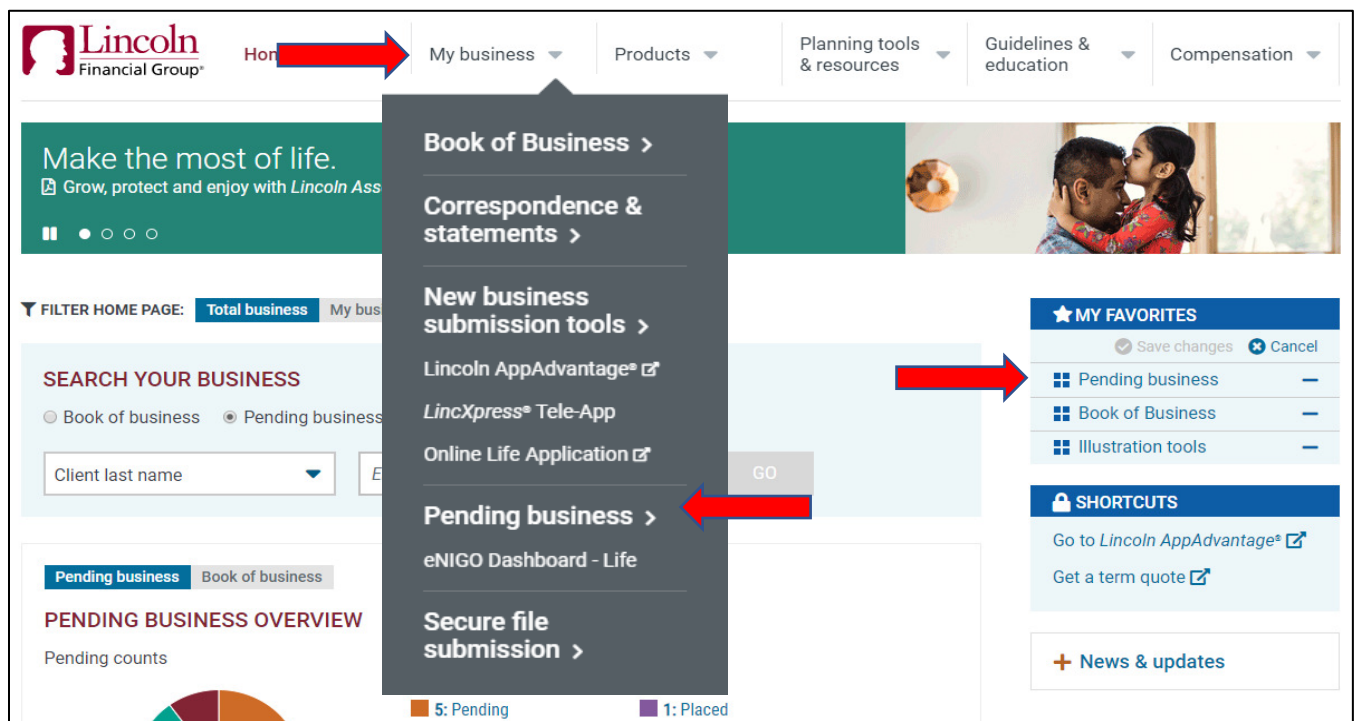 Lincoln
Financial Group®
My business
Products
Planning tools
& resources
Guidelines &
education
Compensation
Make the most of life.
Grow, protect and enjoy with Lincoln
Book of Business >
Correspondence &
statements >
New business
submission tools >
Lincoln AppAdvantage®
LincXpress® Tele-App
Online Life Application
Pending business >
eNIGO Dashboard - Life
Secure file
submission >
FILTER HOME PAGE: Total business My
SEARCH YOUR BUSINESS
Book of business Pending business
Client last name
GO
Pending business Book of business
PENDING BUSINESS OVERVIEW
Pending counts
5: Pending 1: Placed
MY FAVORITES
Save changes Cancel
Pending business
Book of Business
Illustration tools
SHORTCUTS
Go to Lincoln AppAdvantage®
Get a term quote
+ News & updates